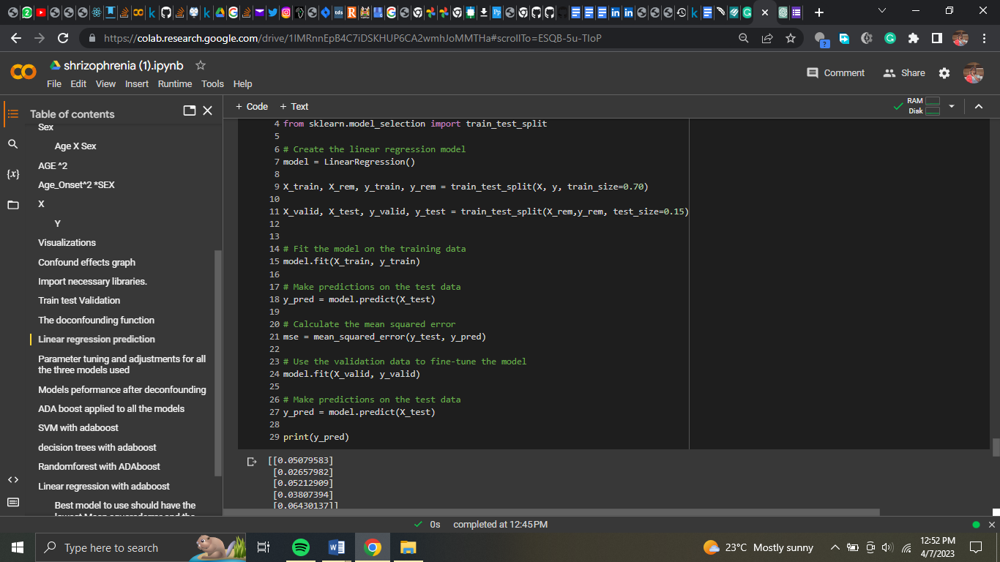 https://colab.research.google.com/drive/1IMRnnEpB4C7iDSKHUP6CA2wmhJoMMTHa#scrollTo=ESQB-5u-TIoP
shrizophrenia (1).ipynb
File Edit View Insert Runtime Tools Help
Comment
Share
Table of contents
+ Code + Text
RAM
Disk
Sex
Age X Sex
AGE ^2
Age_Onset^2 *SEX
X
Y
Visualizations
Confound effects graph
Import necessary libraries.
Train test Validation
The doconfounding function
Linear regression prediction
Parameter tuning and adjustments for all
the three models used
Models peformance after deconfounding
ADA boost applied to all the models
SVM with adaboost
decision trees with adaboost
Randomforest with ADAboost
Linear regression with adaboost
Best model to use should have the
4 from sklearn.model_selection import train_test_split
5
6 # Create the linear regression model
7 model = LinearRegression()
8
9 X_train, X_rem, y_train, y_rem = train_test_split(X, y, train_size=0.70)
10
11 X_valid, X_test, y_valid, y_test = train_test_split(X_rem,y_rem, test_size=0.15)
12
13
14 # Fit the model on the training data
15 model.fit(X_train, y_train)
16
17 # Make predictions on the test data
18 y_pred = model.predict(X_test)
19
20 # Calculate the mean squared error
21 mse = mean_squared_error(y_test, y_pred)
22
23 # Use the validation data to fine-tune the model
24 model.fit(X_valid, y_valid)
25
26 # Make predictions on the test data
27 y_pred = model.predict(X_test)
28
29 print(y_pred)
[[0.05079583]
[0.02657982]
[0.05212909]
[0.03807394]
[0.06430137]]
0s completed at 12:45 PM
Type here to search
23°C Mostly sunny
12:52 PM
4/7/2023